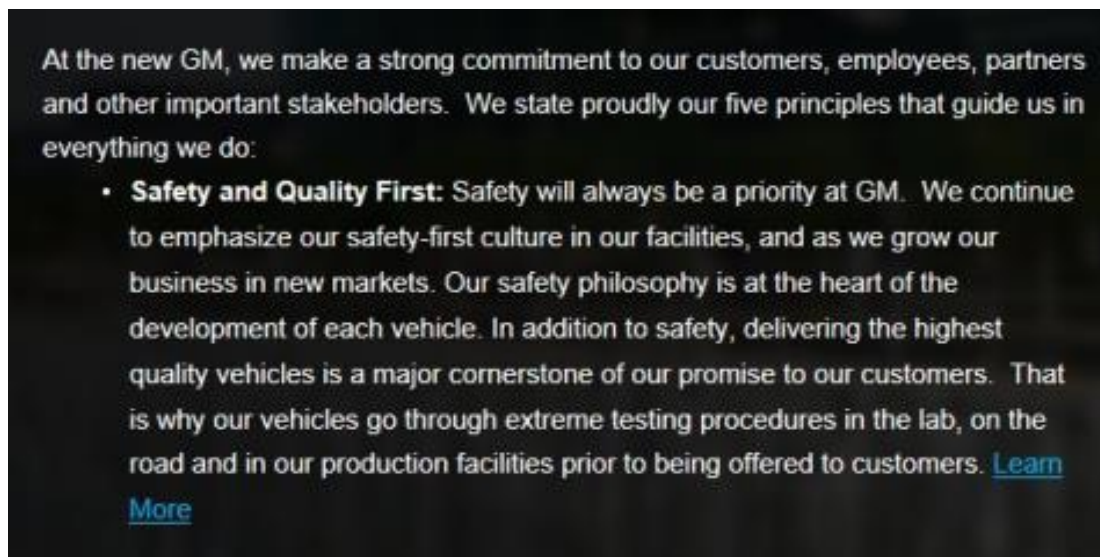 At the new GM, we make a strong commitment to our customers, employees, partners
and other important stakeholders.  We state proudly our five principles that guide us in
everything we do:
• Safety and Quality First: Safety will always be a priority at GM.  We continue
to emphasize our safety-first culture in our facilities, and as we grow our
business in new markets. Our safety philosophy is at the heart of the
development of each vehicle. In addition to safety, delivering the highest
quality vehicles is a major cornerstone of our promise to our customers.  That
is why our vehicles go through extreme testing procedures in the lab, on the
road and in our production facilities prior to being offered to customers. Learn
More